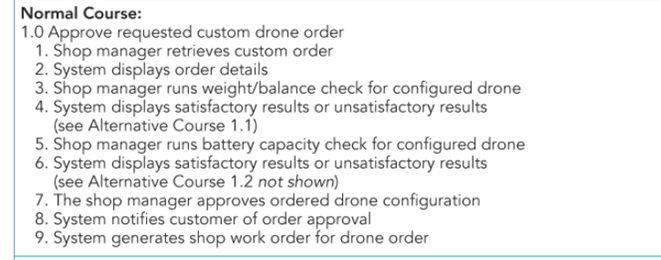 Normal Course:
1.0 Approve requested custom drone order
1. Shop manager retrieves custom order
2. System displays order details
3. Shop manager runs weight/balance check for configured drone
4. System displays satisfactory results or unsatisfactory results
(see Alternative Course 1.1)
5. Shop manager runs battery capacity check for configured drone
6. System displays satisfactory results or unsatisfactory results
(see Alternative Course 1.2 not shown)
7. The shop manager approves ordered drone configuration
8. System notifies customer of order approval
9. System generates shop work order for drone order